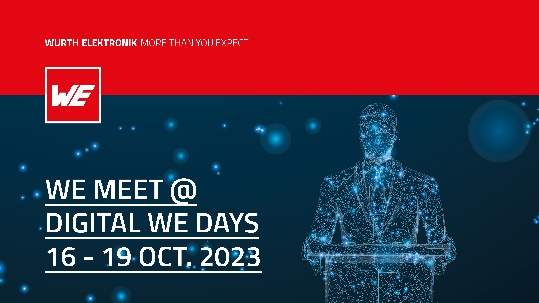 WURTH ELEKTRONIK MORE THAN YOU EXPECT
WE
WE MEET @
DIGITAL WE DAYS
16 - 19 OCT. 2023